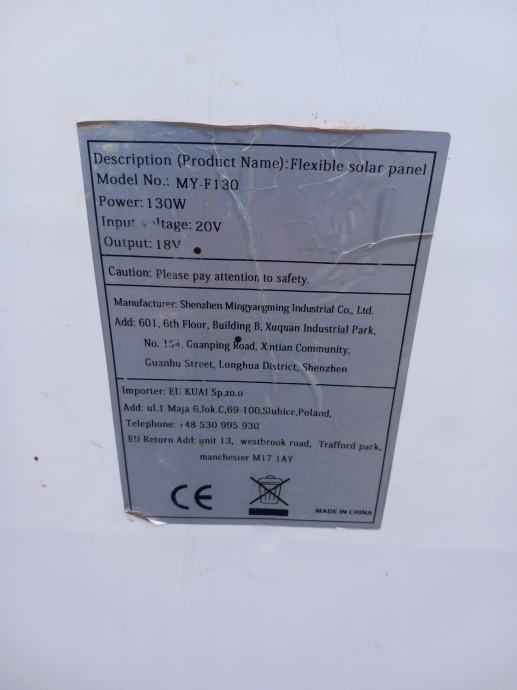 Description (Product Name):Flexible solar panel
Model No.: MY-F130
Power:130W
Input voltage: 20V
Output: 18V
Caution: Please pay attention to safety.
Manufacturer: Shenzhen Mingyangming Industrial Co., Ltd.
Add: 601, 6th Floor, Building B, Xuquan Industrial Park,
No. 154, Guanping Road, Xintian Community,
Guanhu Street, Longhua District, Shenzhen
Importer: EU KUAI Sp.zo.o
Add: ul.1 Maja 6,lok.C,69-100,Slubice,Poland,
Telephone: +48 530 995 930
EU Return Add: unit 13, westbrook road, Trafford park,
manchester M17 1AY
CE
MADE IN CHINA